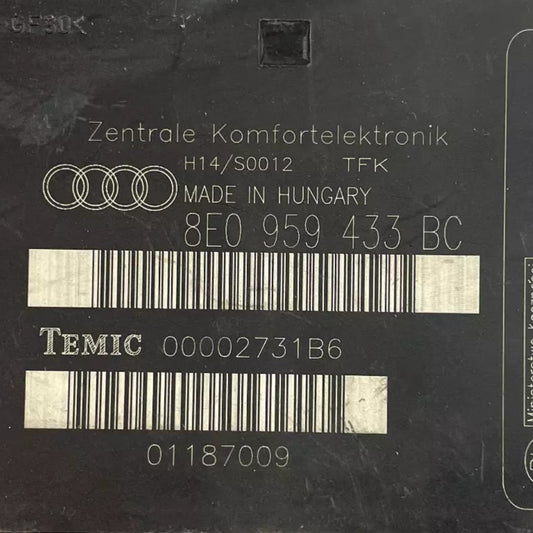 Zentrale Komfortelektronik
H14/S0012 TFK
MADE IN HUNGARY
8E0 959 433 BC
TEMIC 00002731B6
01187009